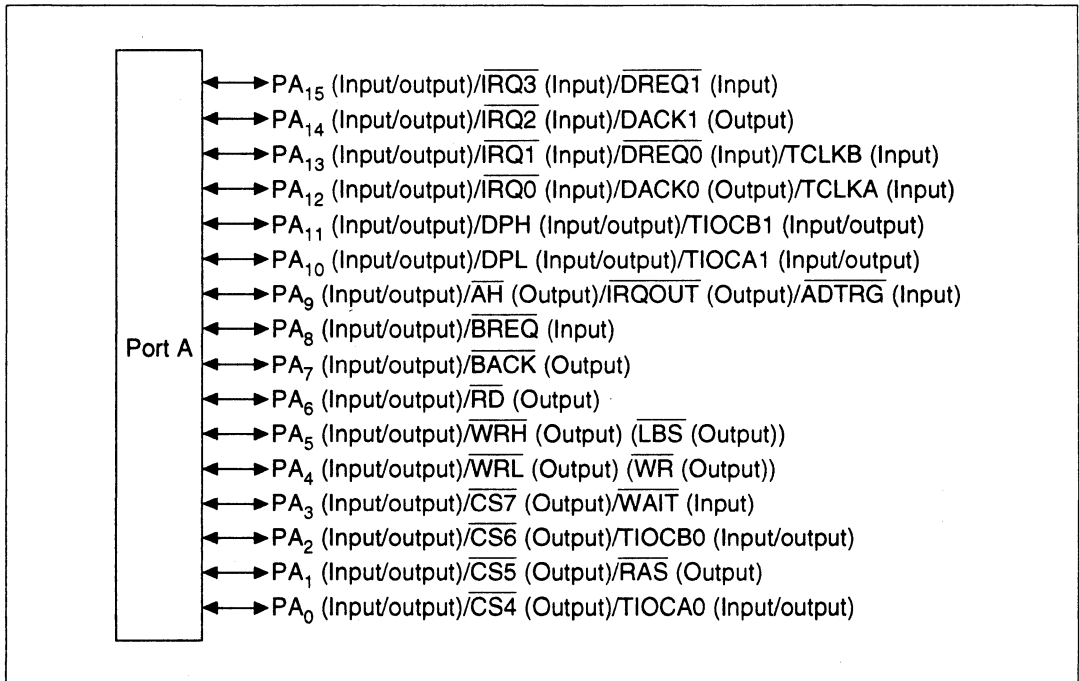 PA15 (Input/output)/IRQ3 (Input)/DREQ1 (Input)
PA14 (Input/output)/IRQ2 (Input)/DACK1 (Output)
PA13 (Input/output)/IRQ1 (Input)/DREQ0 (Input)/TCLKB (Input)
PA12 (Input/output)/IRQ0 (Input)/DACK0 (Output)/TCLKA (Input)
PA11 (Input/output)/DPH (Input/output)/TIOCB1 (Input/output)
PA10 (Input/output)/DPL (Input/output)/TIOCA1 (Input/output)
PA9 (Input/output)/AH (Output)/IRQOUT (Output)/ADTRG (Input)
PA8 (Input/output)/BREQ (Input)
Port A
PA7 (Input/output)/BACK (Output)
PA6 (Input/output)/RD (Output)
PA5 (Input/output)/WRH (Output) (LBS (Output))
PA4 (Input/output)/WRL (Output) (WR (Output))
PA3 (Input/output)/CS7 (Output)/WAIT (Input)
PA2 (Input/output)/CS6 (Output)/TIOCB0 (Input/output)
PA1 (Input/output)/CS5 (Output)/RAS (Output)
PA0 (Input/output)/CS4 (Output)/TIOCA0 (Input/output)